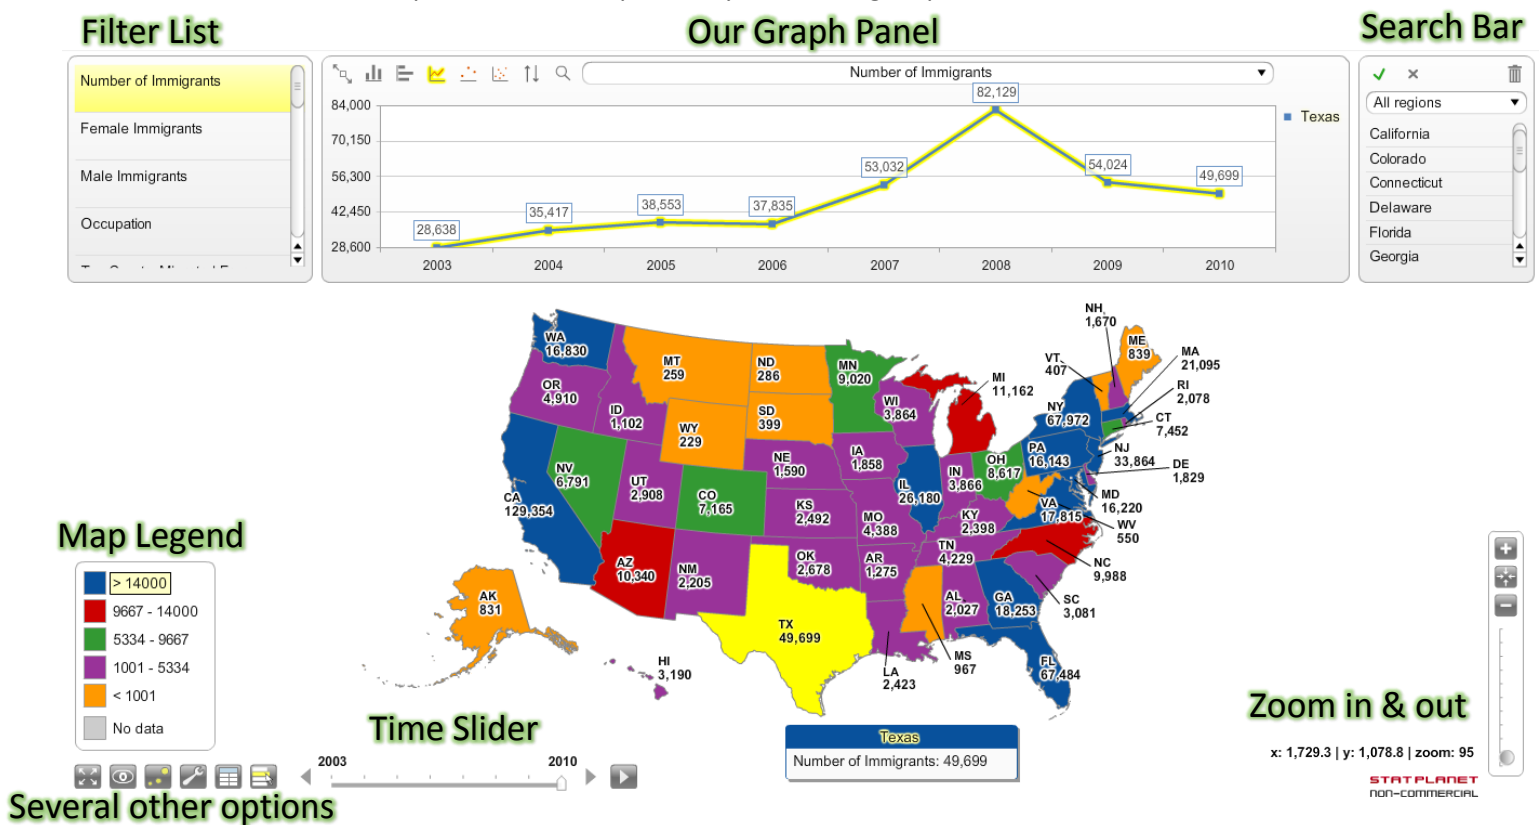 Filter List
Our Graph Panel
Search Bar
Number of Immigrants
Female Immigrants
Male Immigrants
Occupation
Number of Immigrants
84,000
70,150
56,300
42,450
28,600
28,638
35,417
38,553
37,835
53,032
82,129
54,024
49,699
2003
2004
2005
2006
2007
2008
2009
2010
Texas
All regions
California
Colorado
Connecticut
Delaware
Florida
Georgia
WA
16,830
OR
4,910
ID
1,102
MT
259
ND
286
SD
399
WY
229
MN
9,020
WI
3,864
MI
11,162
NH
1,670
VT
407
ME
839
MA
21,095
RI
2,078
CT
7,452
NY
67,972
PA
16,143
NJ
33,864
DE
1,829
MD
16,220
VA
17,815
WV
550
NC
9,988
SC
3,081
NV
6,791
UT
2,908
CO
7,165
CA
129,354
NE
1,590
IA
1,858
KS
2,492
MO
4,388
IL
26,180
IN
3,866
OH
8,617
KY
2,398
TN
4,229
AZ
10,340
NM
2,205
OK
2,678
AR
1,275
TX
49,699
LA
2,423
MS
967
AL
2,027
GA
18,253
FL
67,484
AK
831
HI
3,190
Map Legend
> 14000
9667 - 14000
5334 - 9667
1001 - 5334
< 1001
No data
Time Slider
2003
2010
Texas
Number of Immigrants: 49,699
Zoom in & out
x: 1,729.3 | y: 1,078.8 | zoom: 95
STATPLANET
NON-COMMERCIAL
Several other options